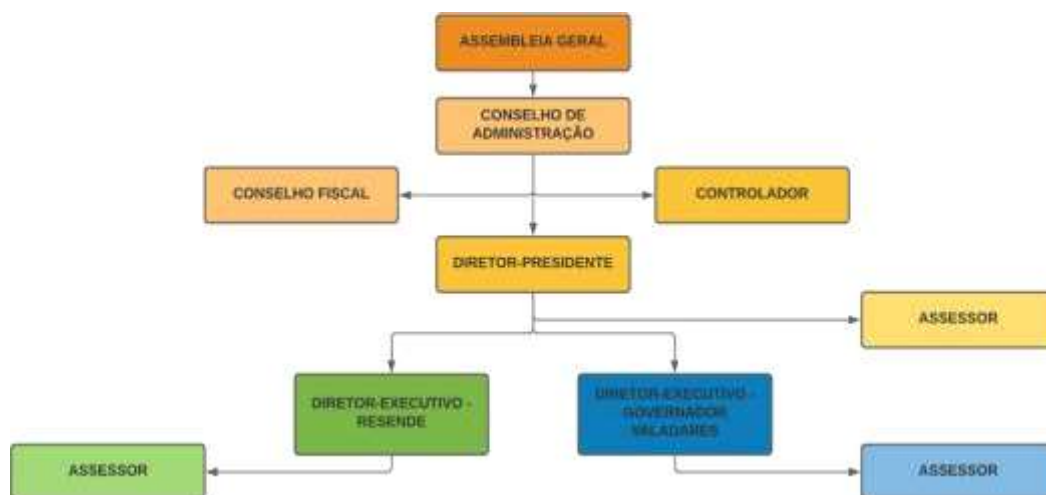 ASSEMBLEIA GERAL
CONSELHO DE
ADMINISTRAÇÃO
CONSELHO FISCAL
CONTROLADOR
DIRETOR-PRESIDENTE
ASSESSOR
DIRETOR-EXECUTIVO -
RESENDE
DIRETOR-EXECUTIVO -
GOVERNADOR
VALADARES
ASSESSOR
ASSESSOR